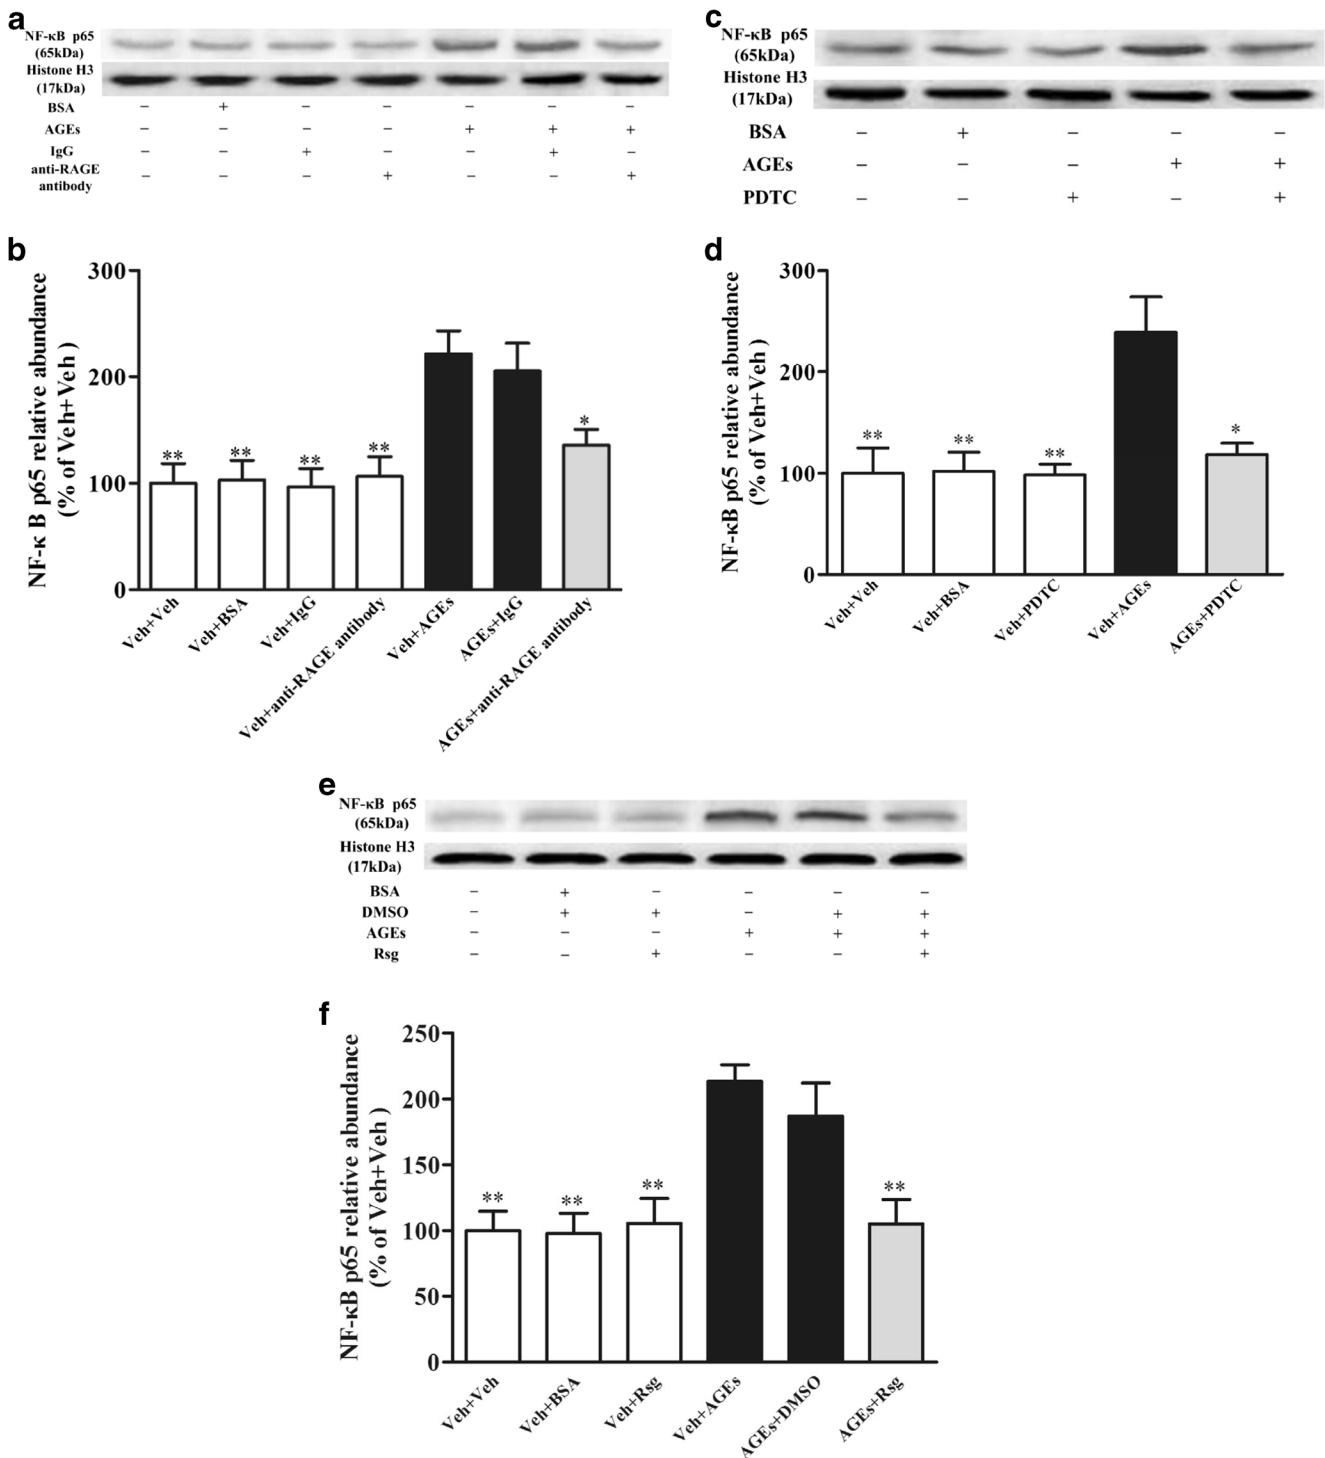 a
NF-κB p65
(65kDa)
Histone H3
(17kDa)
BSA − + − − − − −
AGEs − − − − + + +
IgG − − + − − + −
anti-RAGE
antibody − − − + − − +
c
NF-κB p65
(65kDa)
Histone H3
(17kDa)
BSA − + − − −
AGEs − − − + +
PDTC − − + − +
b
NF-κ B p65 relative abundance
(% of Veh+Veh )
300
200
100
0
** ** ** ** *
Veh+Veh
Veh+BSA
Veh+IgG
Veh+anti-RAGE antibody
Veh+AGEs
AGEs+IgG
AGEs+anti-RAGE antibody
d
NF-κB p65 relative abundance
(% of Veh+Veh )
300
200
100
0
** ** ** *
Veh+Veh
Veh+BSA
Veh+PDTC
Veh+AGEs
AGEs+PDTC
e
NF-κB p65
(65kDa)
Histone H3
(17kDa)
BSA − + − − − −
DMSO − + + − + +
AGEs − − − + + +
Rsg − − + − − +
f
NF-κB p65 relative abundance
(% of Veh+Veh )
250
200
150
100
50
0
** ** ** **
Veh+Veh
Veh+BSA
Veh+Rsg
Veh+AGEs
AGEs+DMSO
AGEs+Rsg